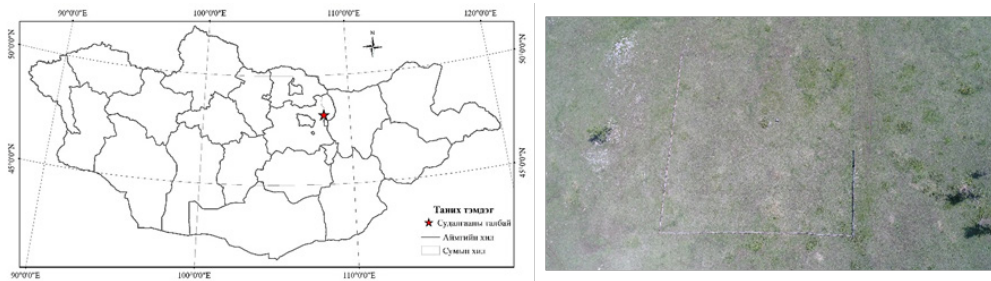 90°0'0"E 100°0'0"E 110°0'0"E 120°0'0"E
50°0'0"N
50°0'0"N
N
45°0'0"N
45°0'0"N
Таних тэмдэг
Судалгааны талбай
Аймгийн хил
Сумын хил
90°0'0"E 100°0'0"E 110°0'0"E